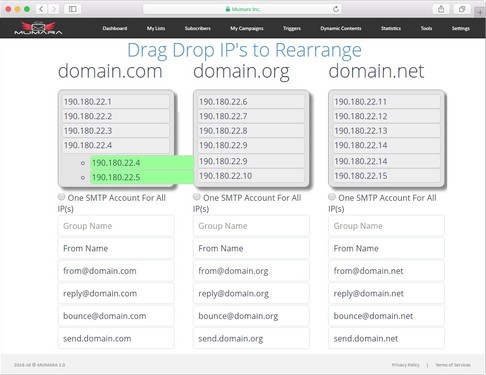 Mumara Inc.
MUMARA
Dashboard My Lists Subscribers My Campaigns Triggers Dynamic Contents Statistics Tools Settings
Drag Drop IP's to Rearrange
domain.com domain.org domain.net
190.180.22.1 190.180.22.6 190.180.22.11
190.180.22.2 190.180.22.7 190.180.22.12
190.180.22.3 190.180.22.8 190.180.22.13
190.180.22.4 190.180.22.9 190.180.22.14
190.180.22.4 190.180.22.9 190.180.22.14
190.180.22.5 190.180.22.10 190.180.22.15
One SMTP Account For All IP(s) One SMTP Account For All IP(s) One SMTP Account For All IP(s)
Group Name Group Name Group Name
From Name From Name From Name
from@domain.com from@domain.org from@domain.net
reply@domain.com reply@domain.org reply@domain.net
bounce@domain.com bounce@domain.org bounce@domain.net
send.domain.com send.domain.org send.domain.net
Privacy Policy | Terms of Services